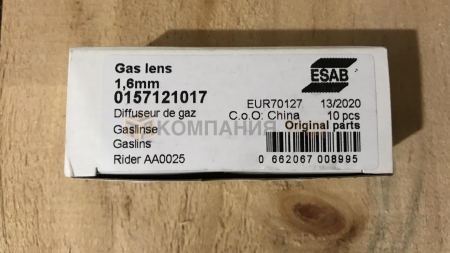 Gas lens
1,6mm
0157121017
Diffuseur de gaz
Gaslinse
Gaslins
Rider AA0025
ESAB
EUR70127 13/2020
C.o.O: China 10 pcs
Original parts
0 662067 008995
КОМПАНИЯ